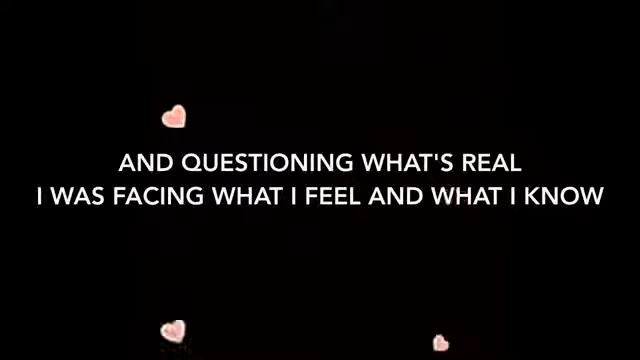 AND QUESTIONING WHAT'S REAL
I WAS FACING WHAT I FEEL AND WHAT I KNOW